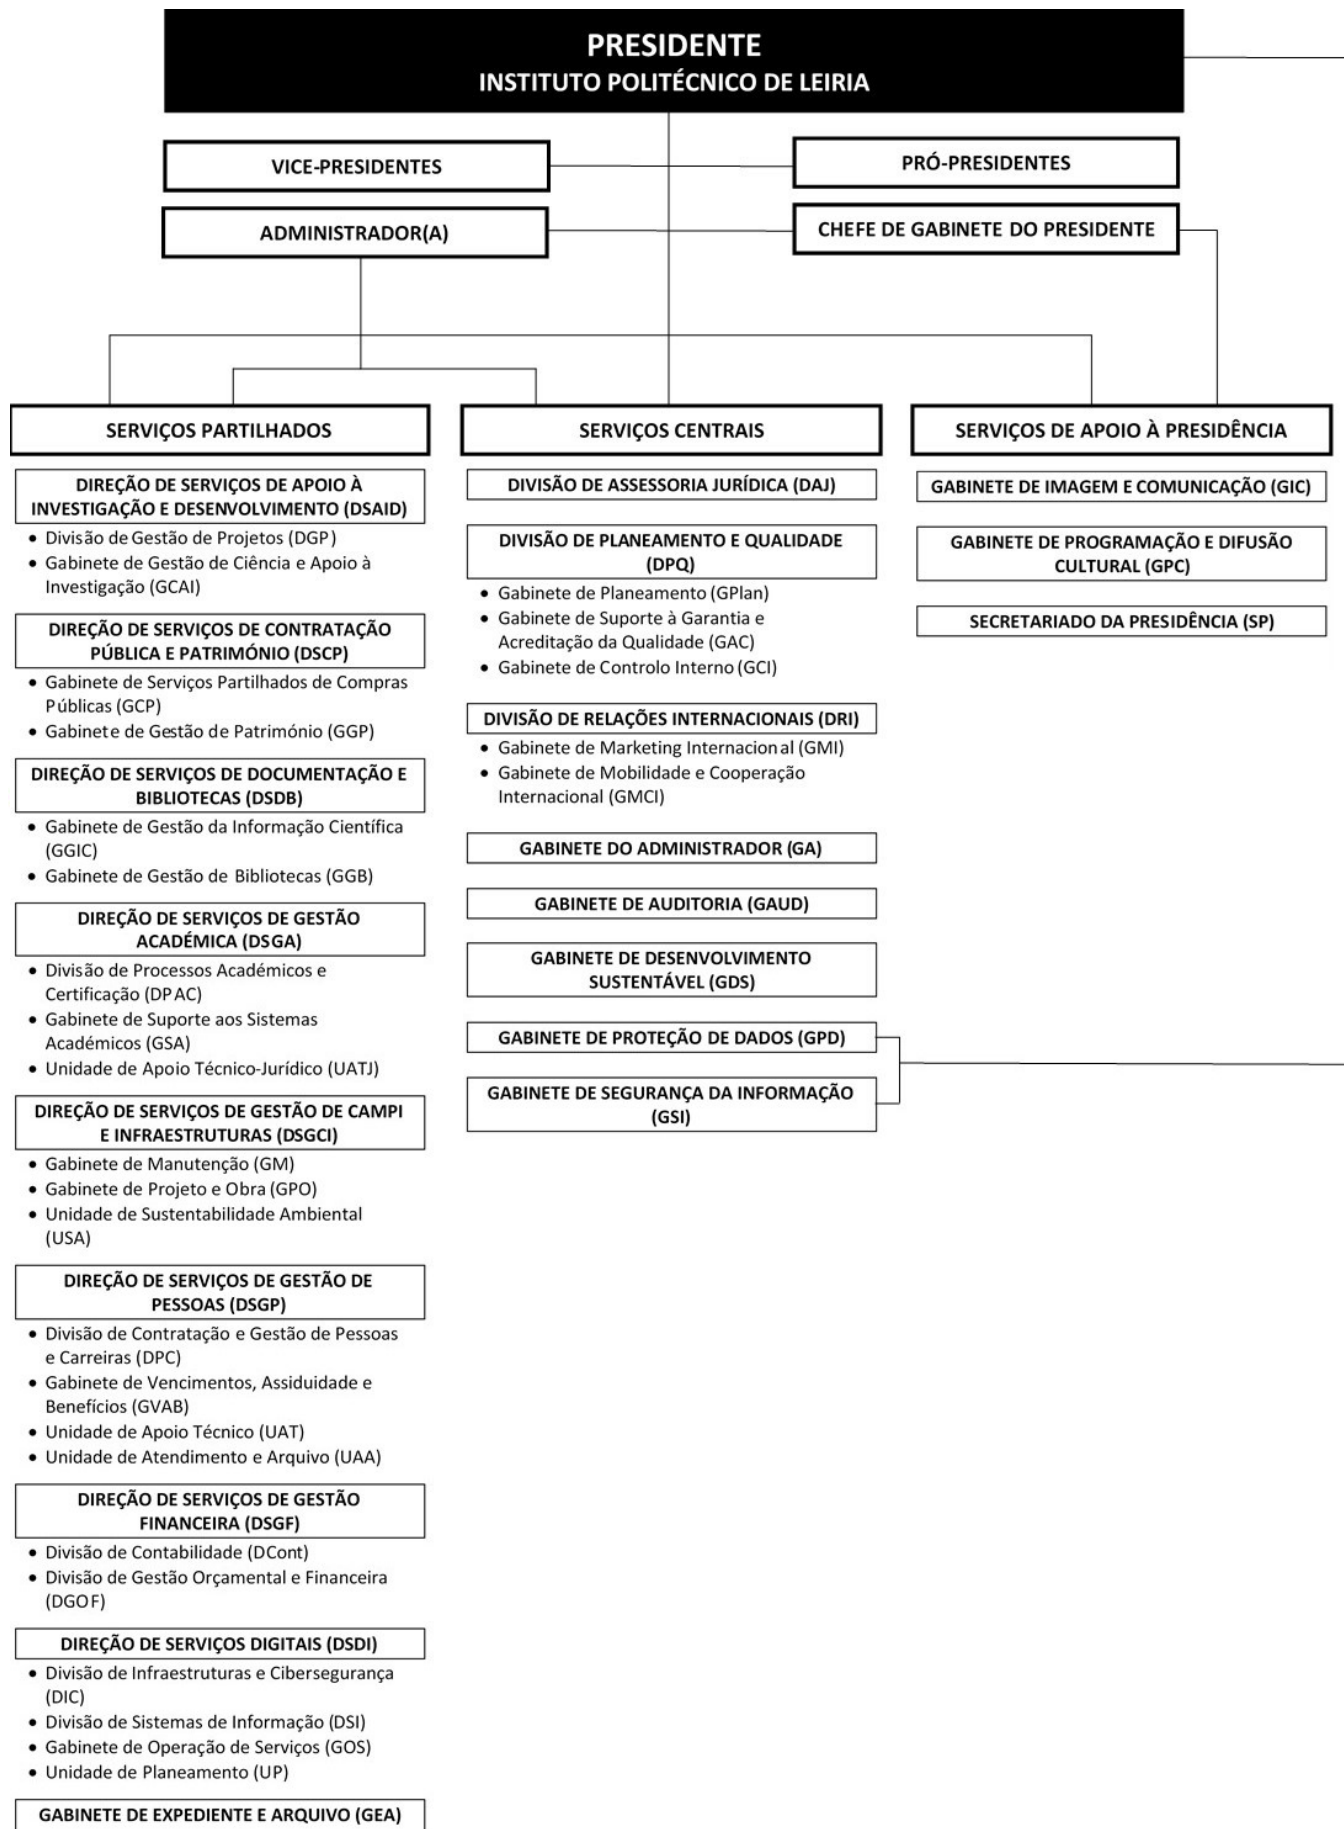 PRESIDENTE
INSTITUTO POLITÉCNICO DE LEIRIA
VICE-PRESIDENTES
PRÓ-PRESIDENTES
ADMINISTRADOR(A)
CHEFE DE GABINETE DO PRESIDENTE
SERVIÇOS PARTILHADOS
DIREÇÃO DE SERVIÇOS DE APOIO À
INVESTIGAÇÃO E DESENVOLVIMENTO (DSAID)
• Divisão de Gestão de Projetos (DGP)
• Gabinete de Gestão de Ciência e Apoio à
Investigação (GCAI)
DIREÇÃO DE SERVIÇOS DE CONTRATAÇÃO
PÚBLICA E PATRIMÓNIO (DSCP)
• Gabinete de Serviços Partilhados de Compras
Públicas (GCP)
• Gabinete de Gestão de Património (GGP)
DIREÇÃO DE SERVIÇOS DE DOCUMENTAÇÃO E
BIBLIOTECAS (DSDB)
• Gabinete de Gestão da Informação Científica
(GGIC)
• Gabinete de Gestão de Bibliotecas (GGB)
DIREÇÃO DE SERVIÇOS DE GESTÃO
ACADÉMICA (DSGA)
• Divisão de Processos Académicos e
Certificação (DPAC)
• Gabinete de Suporte aos Sistemas
Académicos (GSA)
• Unidade de Apoio Técnico-Jurídico (UATJ)
DIREÇÃO DE SERVIÇOS DE GESTÃO DE CAMPI
E INFRAESTRUTURAS (DSGCI)
• Gabinete de Manutenção (GM)
• Gabinete de Projeto e Obra (GPO)
• Unidade de Sustentabilidade Ambiental
(USA)
DIREÇÃO DE SERVIÇOS DE GESTÃO DE
PESSOAS (DSGP)
• Divisão de Contratação e Gestão de Pessoas
e Carreiras (DPC)
• Gabinete de Vencimentos, Assiduidade e
Benefícios (GVAB)
• Unidade de Apoio Técnico (UAT)
• Unidade de Atendimento e Arquivo (UAA)
DIREÇÃO DE SERVIÇOS DE GESTÃO
FINANCEIRA (DSGF)
• Divisão de Contabilidade (DCont)
• Divisão de Gestão Orçamental e Financeira
(DGOF)
DIREÇÃO DE SERVIÇOS DIGITAIS (DSDI)
• Divisão de Infraestruturas e Cibersegurança
(DIC)
• Divisão de Sistemas de Informação (DSI)
• Gabinete de Operação de Serviços (GOS)
• Unidade de Planeamento (UP)
GABINETE DE EXPEDIENTE E ARQUIVO (GEA)
SERVIÇOS CENTRAIS
DIVISÃO DE ASSESSORIA JURÍDICA (DAJ)
DIVISÃO DE PLANEAMENTO E QUALIDADE
(DPQ)
• Gabinete de Planeamento (GPlan)
• Gabinete de Suporte à Garantia e
Acreditação da Qualidade (GAC)
• Gabinete de Controlo Interno (GCI)
DIVISÃO DE RELAÇÕES INTERNACIONAIS (DRI)
• Gabinete de Marketing Internacional (GMI)
• Gabinete de Mobilidade e Cooperação
Internacional (GMCI)
GABINETE DO ADMINISTRADOR (GA)
GABINETE DE AUDITORIA (GAUD)
GABINETE DE DESENVOLVIMENTO
SUSTENTÁVEL (GDS)
GABINETE DE PROTEÇÃO DE DADOS (GPD)
GABINETE DE SEGURANÇA DA INFORMAÇÃO
(GSI)
SERVIÇOS DE APOIO À PRESIDÊNCIA
GABINETE DE IMAGEM E COMUNICAÇÃO (GIC)
GABINETE DE PROGRAMAÇÃO E DIFUSÃO
CULTURAL (GPC)
SECRETARIADO DA PRESIDÊNCIA (SP)